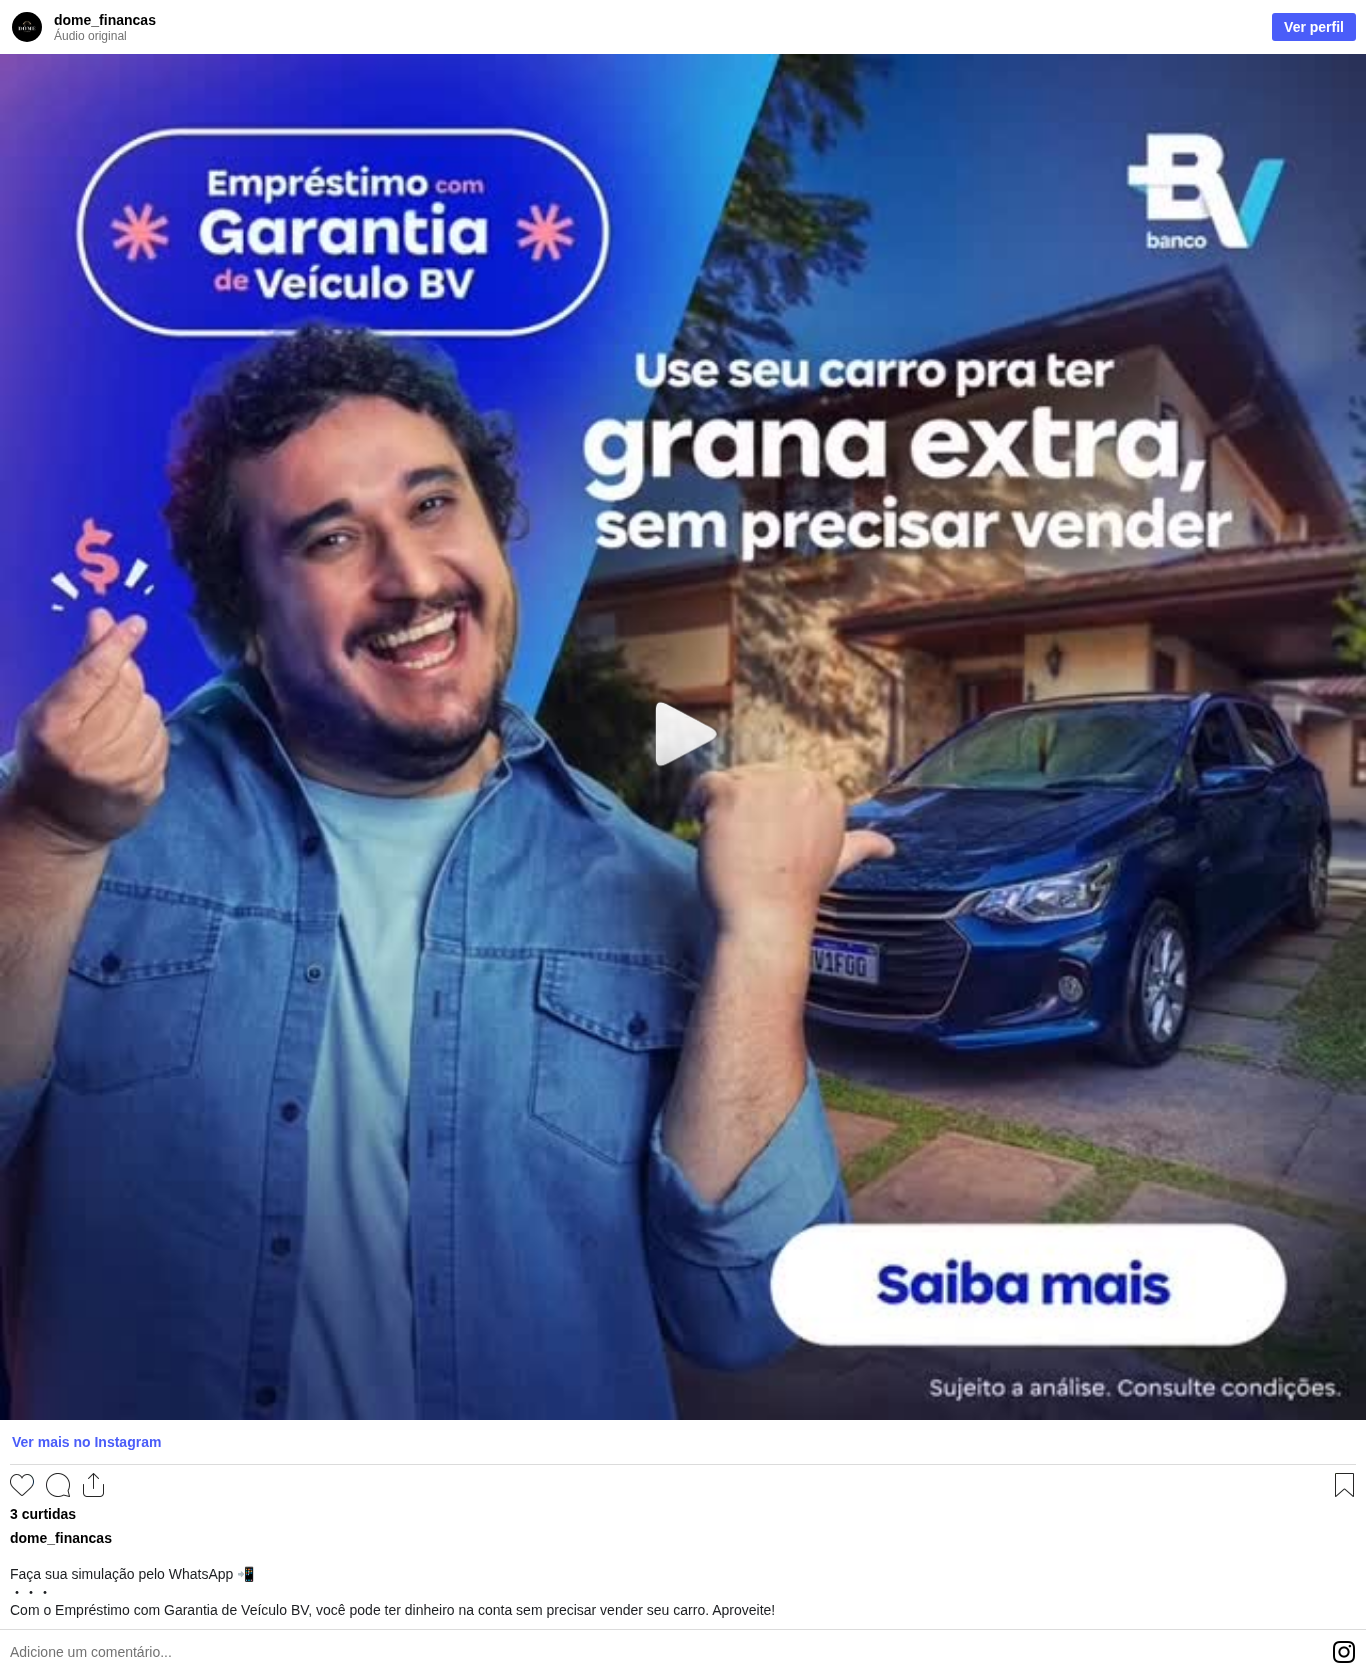 dome_financas
Áudio original
Ver perfil
Empréstimo com
Garantia
de Veículo BV
BV
banco
Use seu carro pra ter
grana extra,
sem precisar vender
$
V1FGG
Saiba mais
Sujeito a análise. Consulte condições.
Ver mais no Instagram
3 curtidas
dome_financas
Faça sua simulação pelo WhatsApp 📲
• • •
Com o Empréstimo com Garantia de Veículo BV, você pode ter dinheiro na conta sem precisar vender seu carro. Aproveite!
Adicione um comentário...